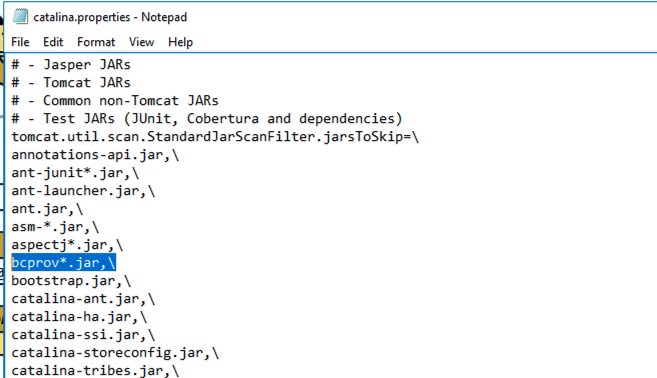 catalina.properties - Notepad
File Edit Format View Help
# - Jasper JARs
# - Tomcat JARs
# - Common non-Tomcat JARs
# - Test JARs (JUnit, Cobertura and dependencies)
tomcat.util.scan.StandardJarScanFilter.jarsToSkip=\
annotations-api.jar,\
ant-junit*.jar,\
ant-launcher.jar,\
ant.jar,\
asm-*.jar,\
aspectj*.jar,\
bcprov*.jar,\
bootstrap.jar,\
catalina-ant.jar,\
catalina-ha.jar,\
catalina-ssi.jar,\
catalina-storeconfig.jar,\
catalina-tribes.jar,\